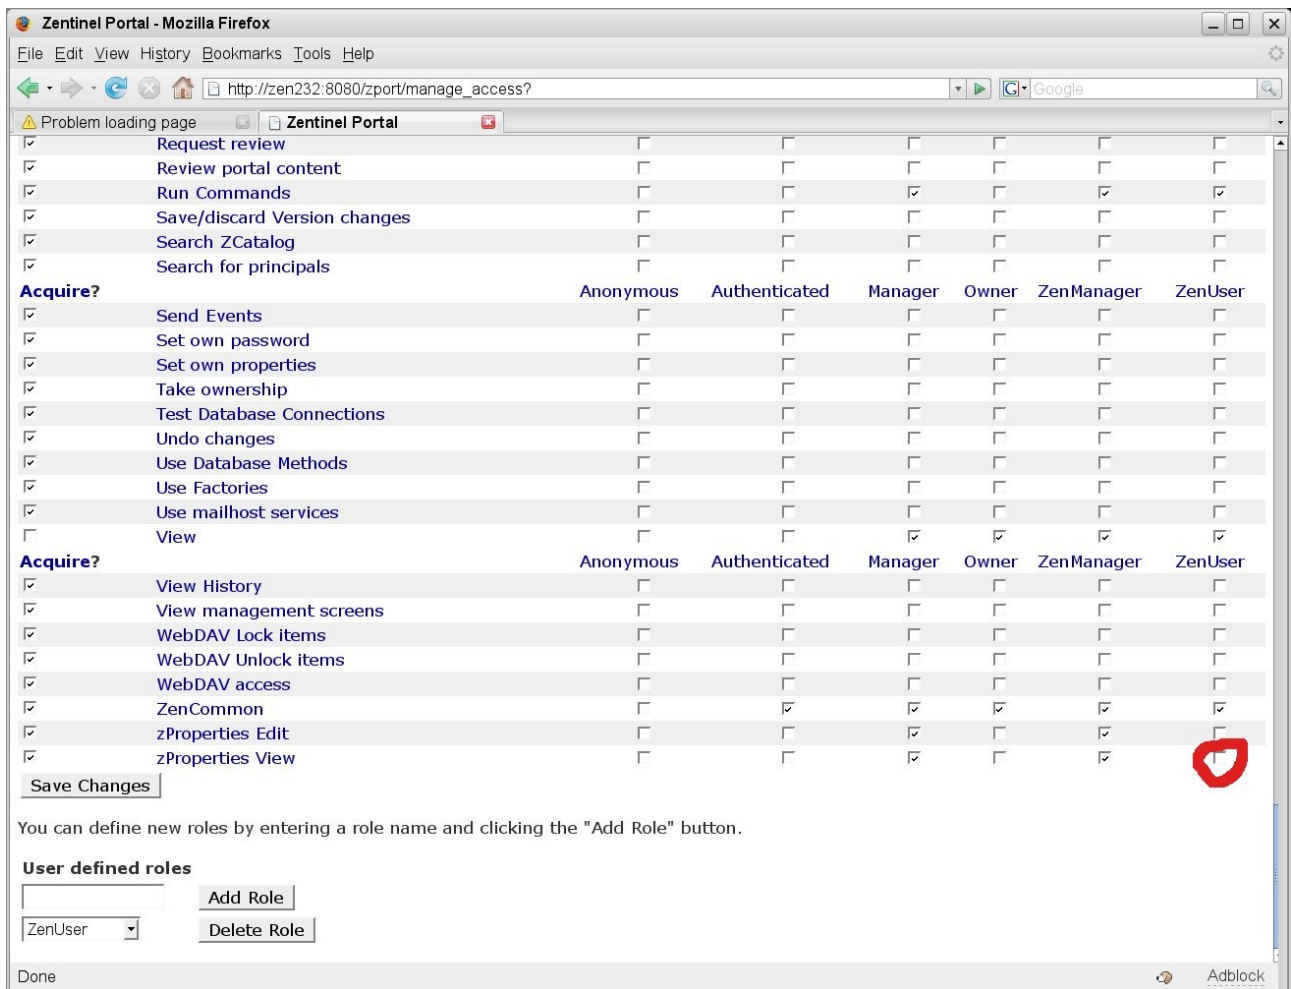 Zentinel Portal - Mozilla Firefox
File Edit View History Bookmarks Tools Help
http://zen232:8080/zport/manage_access? G Google
Problem loading page Zentinel Portal
Request review
Review portal content
Run Commands
Save/discard Version changes
Search ZCatalog
Search for principals
Acquire? Anonymous Authenticated Manager Owner ZenManager ZenUser
Send Events
Set own password
Set own properties
Take ownership
Test Database Connections
Undo changes
Use Database Methods
Use Factories
Use mailhost services
View
Acquire? Anonymous Authenticated Manager Owner ZenManager ZenUser
View History
View management screens
WebDAV Lock items
WebDAV Unlock items
WebDAV access
ZenCommon
zProperties Edit
zProperties View
Save Changes
You can define new roles by entering a role name and clicking the "Add Role" button.
User defined roles
Add Role
ZenUser Delete Role
Done Adblock